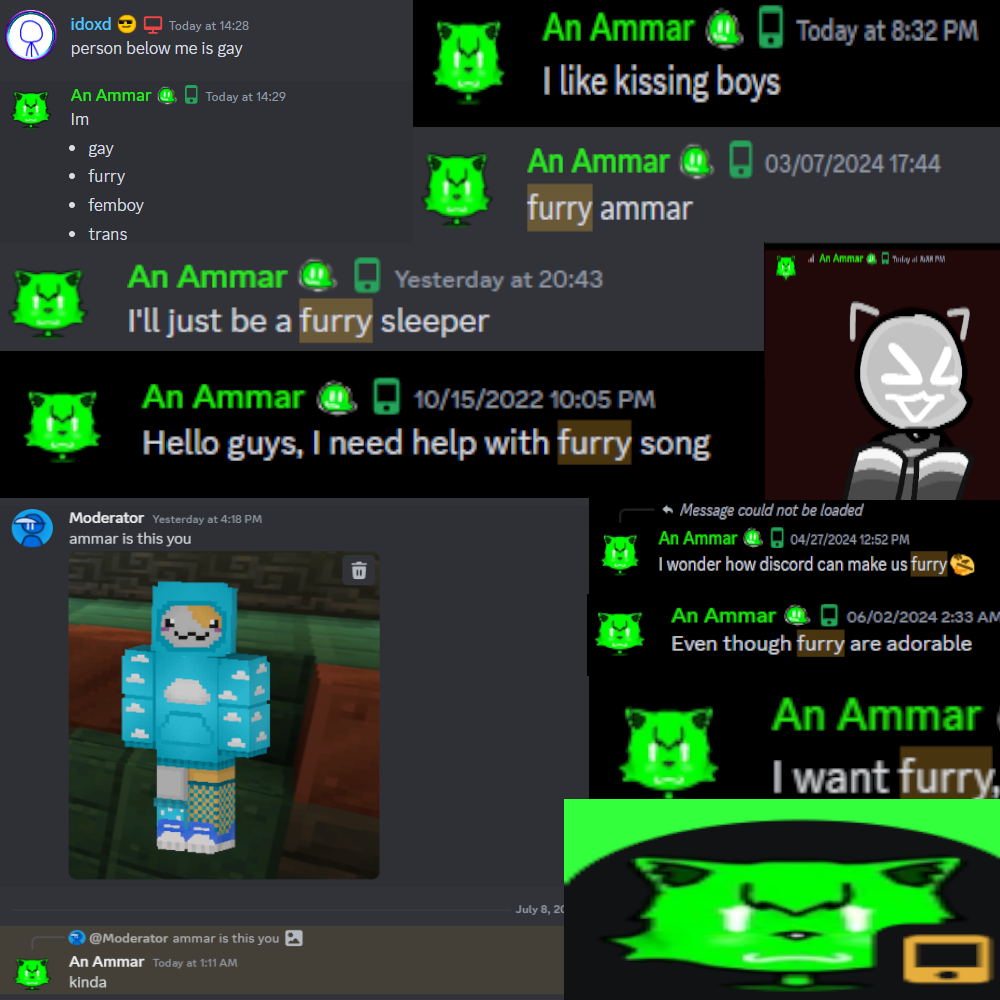 idoxd 😎 Today at 14:28
person below me is gay
An Ammar Today at 14:29
Im
• gay
• furry
• femboy
• trans
An Ammar Today at 8:32 PM
I like kissing boys
An Ammar 03/07/2024 17:44
furry ammar
An Ammar Yesterday at 20:43
I'll just be a furry sleeper
An Ammar Today at
An Ammar 10/15/2022 10:05 PM
Hello guys, I need help with furry song
Moderator Yesterday at 4:18 PM
ammar is this you
July 8, 20
@Moderator ammar is this you
An Ammar Today at 1:11 AM
kinda
Message could not be loaded
An Ammar 04/27/2024 12:52 PM
I wonder how discord can make us furry
An Ammar 06/02/2024 2:33 AM
Even though furry are adorable
An Ammar
I want furry,